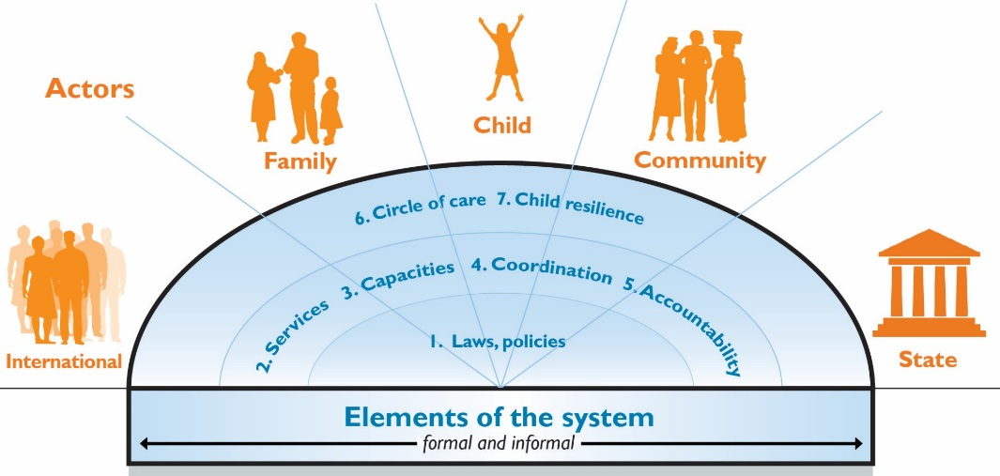 Actors
Family
Child
Community
International
State
6. Circle of care
7. Child resilience
2. Services
3. Capacities
4. Coordination
5. Accountability
1. Laws, policies
Elements of the system
formal and informal